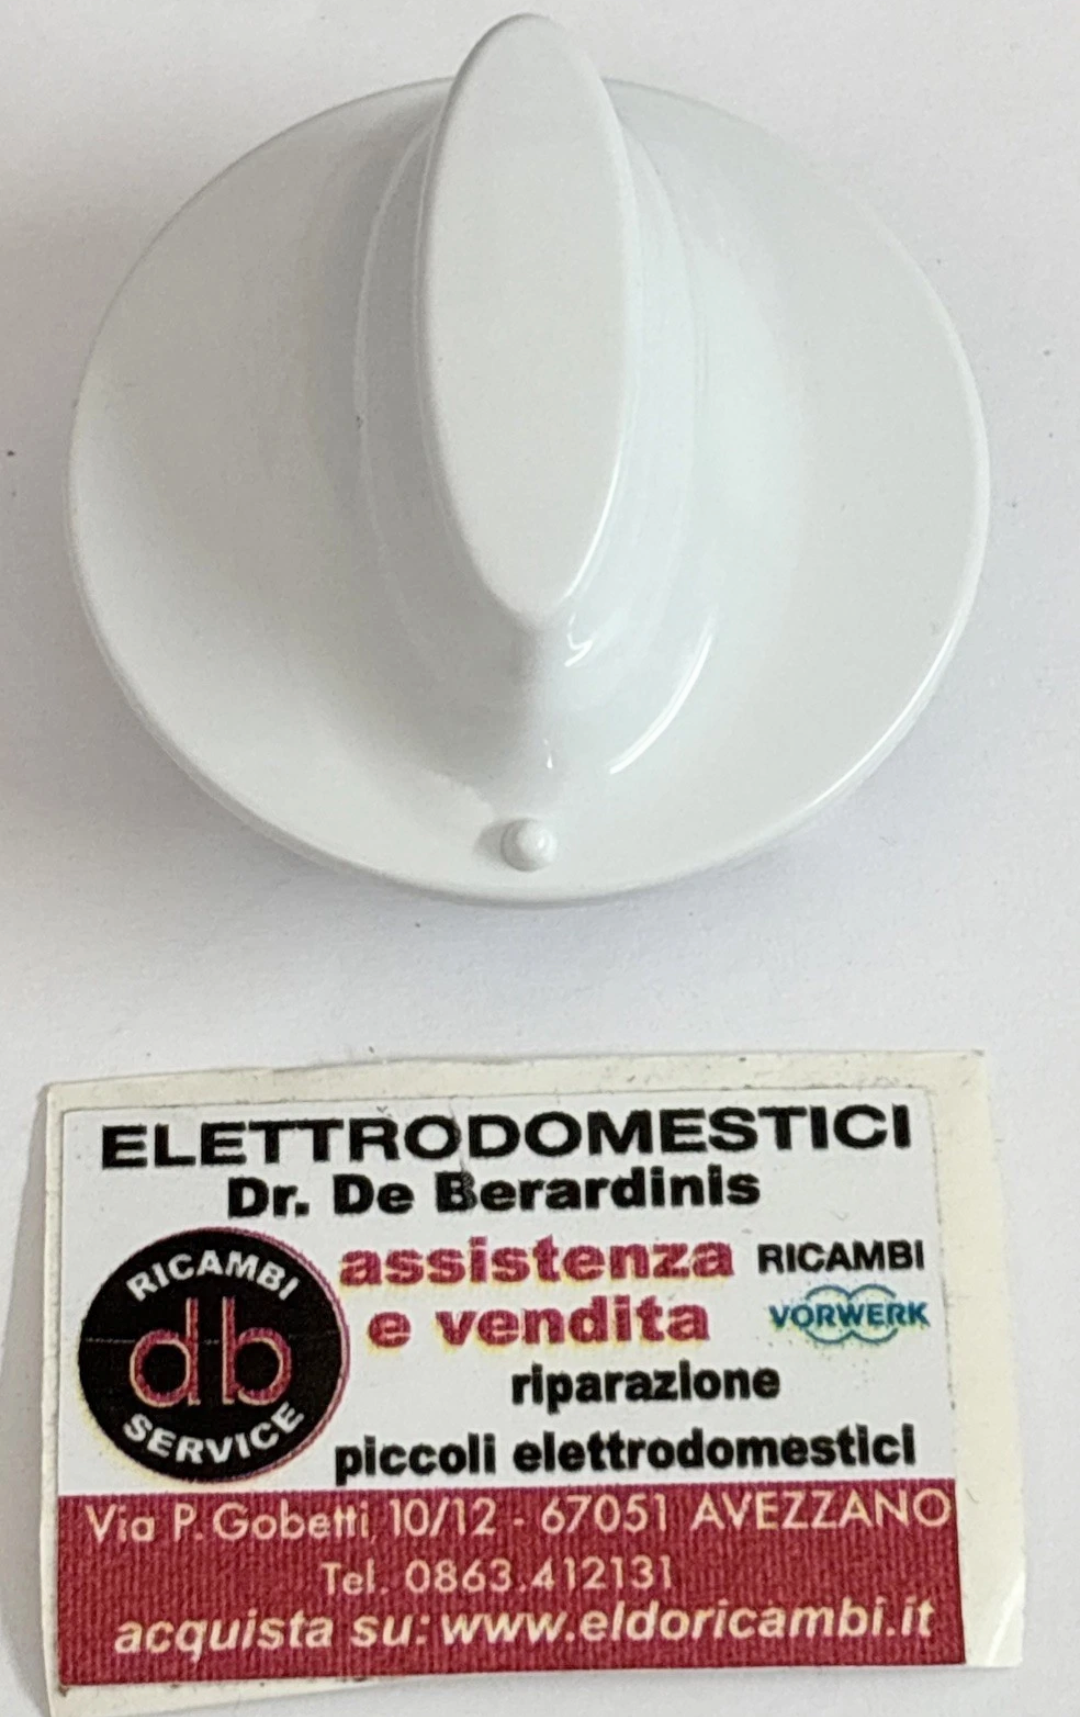 ELETTRODOMESTICI
Dr. De Berardinis
RICAMBI
db
SERVICE
assistenza
e vendita
RICAMBI
VORWERK
riparazione
piccoli elettrodomestici
Via P. Gobetti, 10/12 - 67051 AVEZZANO
Tel. 0863.412131
acquista su: www.eldoricambi.it